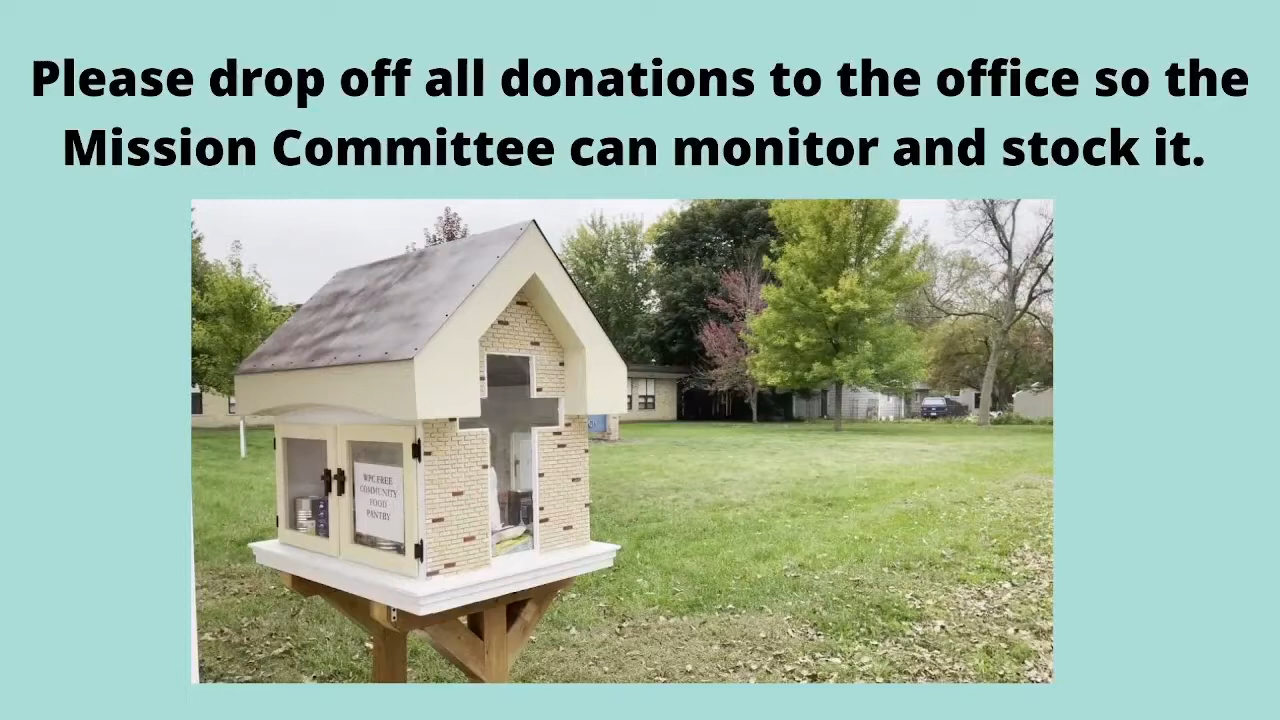 Please drop off all donations to the office so the
Mission Committee can monitor and stock it.
WPC FREE
COMMUNITY
FOOD
PANTRY